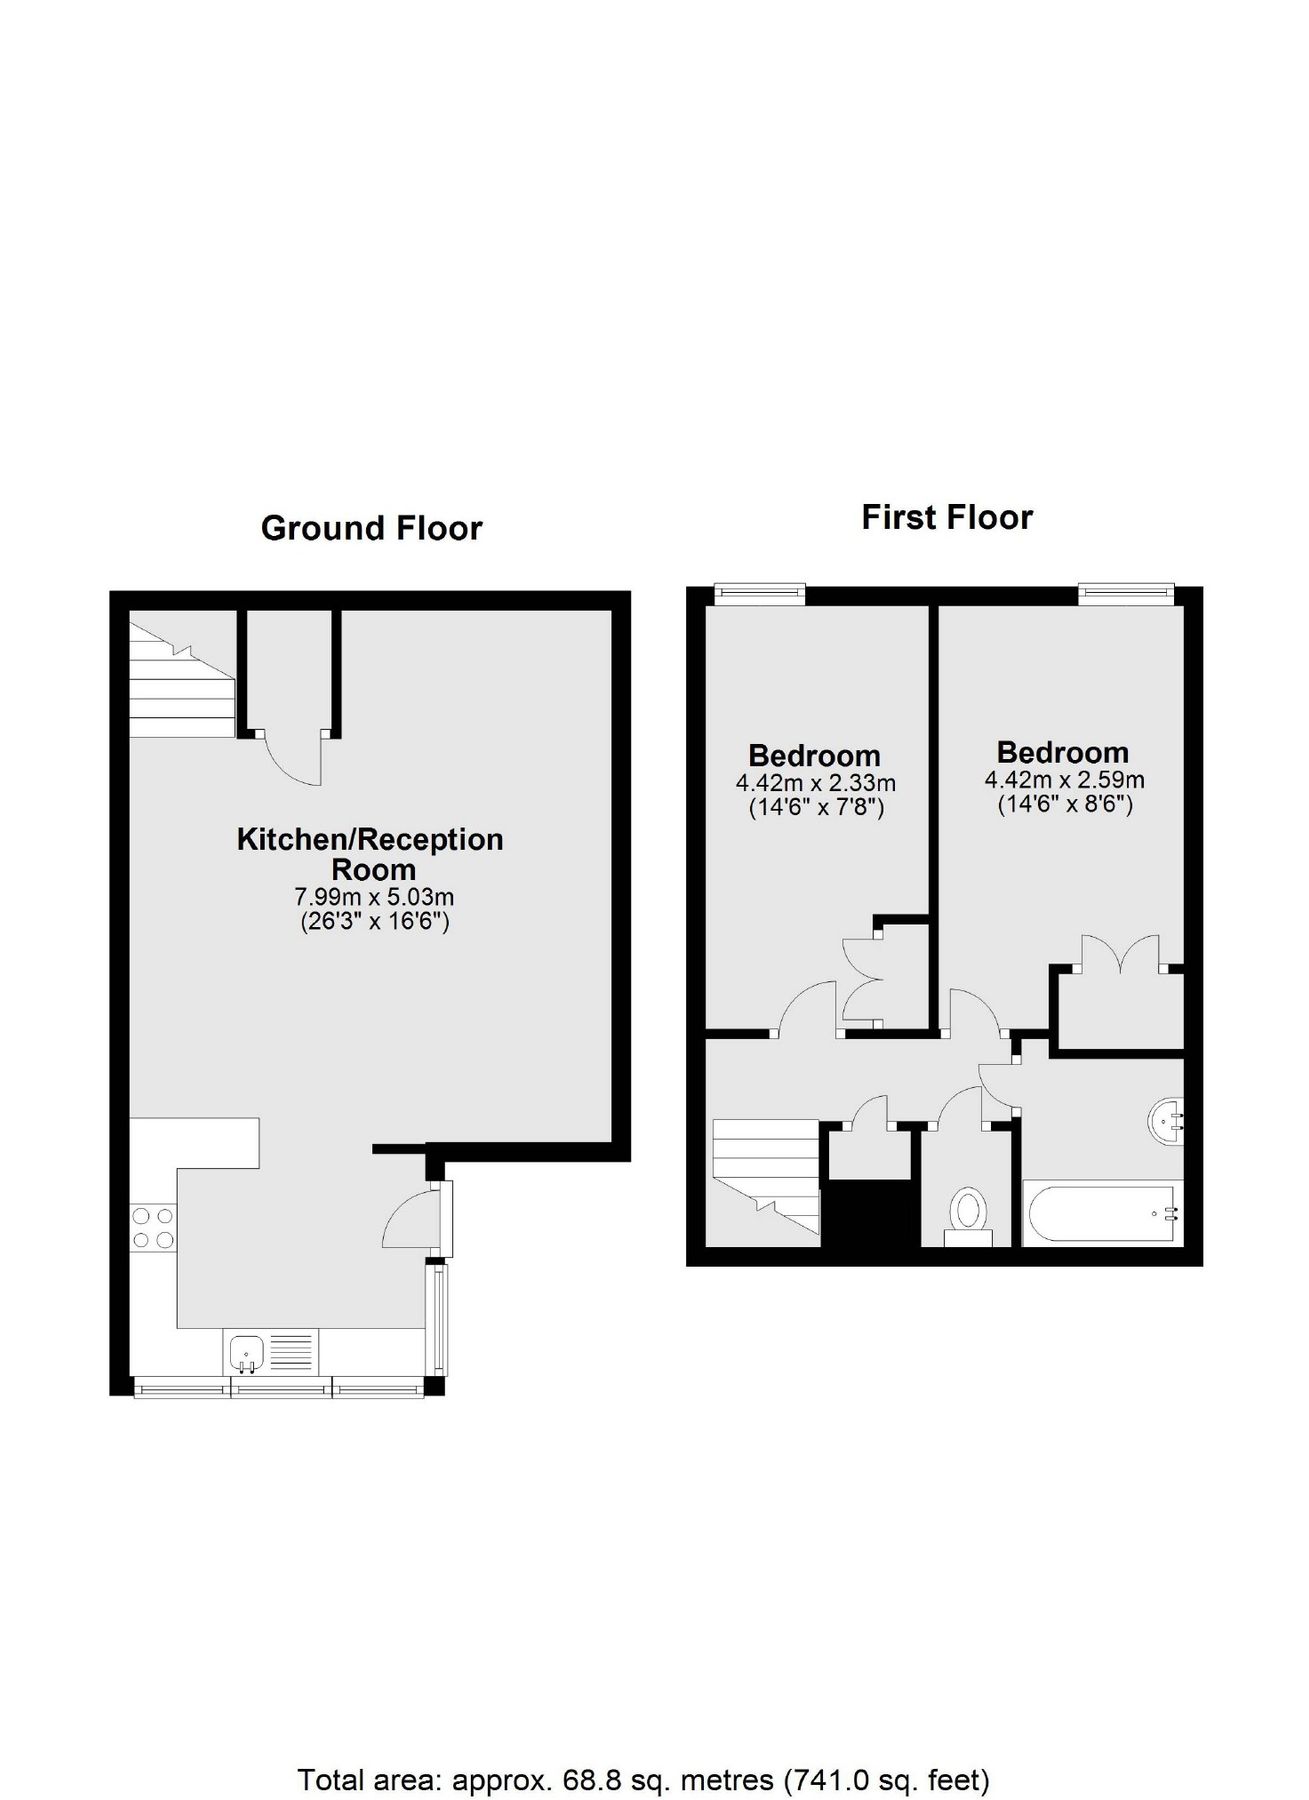 Ground Floor
First Floor
Kitchen/Reception
Room
7.99m x 5.03m
(26'3" x 16'6")
Bedroom
4.42m x 2.33m
(14'6" x 7'8")
Bedroom
4.42m x 2.59m
(14'6" x 8'6")
Total area: approx. 68.8 sq. metres (741.0 sq. feet)